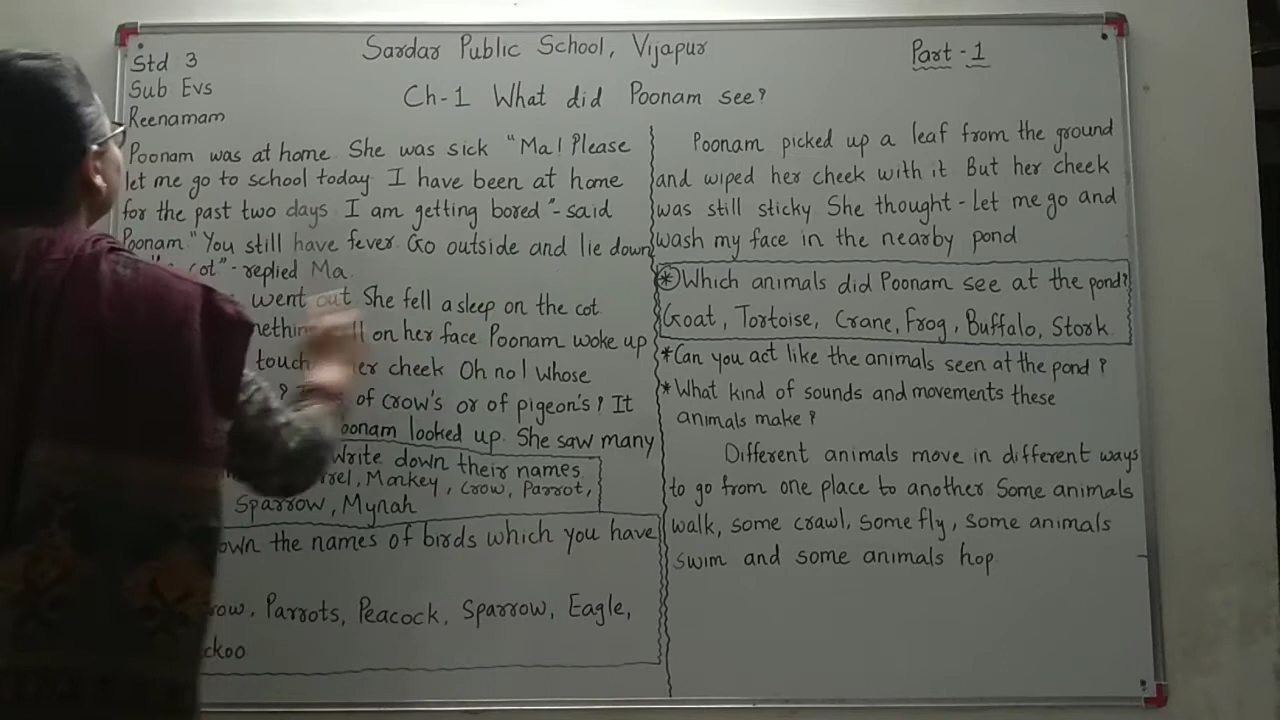 Std 3
Sub Evs
Reenamam
Sardar Public School, Vijapur
Part - 1
Ch-1 What did Poonam see?
Poonam was at home. She was sick "Ma! Please
let me go to school today. I have been at home
for the past two days. I am getting bored"- said
Poonam "You still have fever. Go outside and lie down
cot"- replied Ma.
went out She fell a sleep on the cot.
on her face Poonam woke up
touch her cheek Oh no! Whose
? of crow's or of pigeon's? It
Poonam looked up. She saw many
Write down their names
Monkey, Crow, Parrot,
Sparrow, Mynah
the names of birds which you have
Parrots, Peacock, Sparrow, Eagle,
Poonam picked up a leaf from the ground
and wiped her cheek with it But her cheek
was still sticky She thought - Let me go and
wash my face in the nearby pond
* Which animals did Poonam see at the pond?
Goat, Tortoise, Crane, Frog, Buffalo, Stork.
* Can you act like the animals seen at the pond?
* What kind of sounds and movements these
animals make?
Different animals move in different ways
to go from one place to another Some animals
walk, some crawl, some fly, some animals
swim and some animals hop.